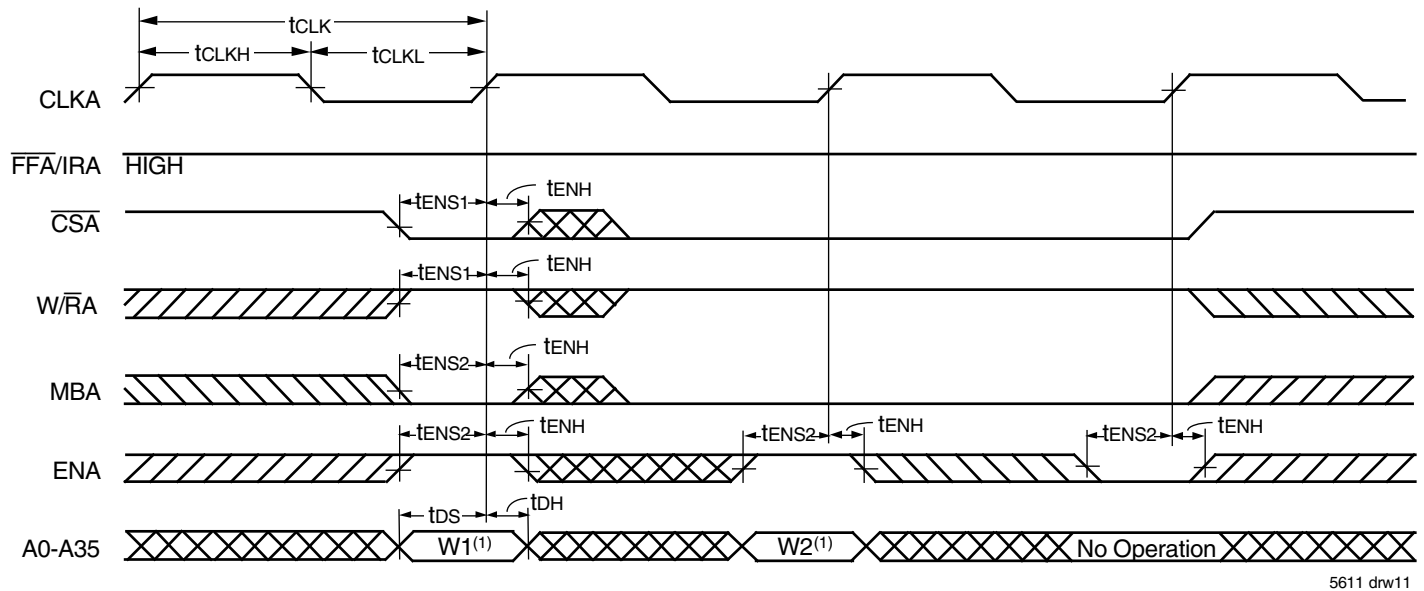 tCLK
tCLKH tCLKL
CLKA
FFA/IRA HIGH
tENS1 tENH
CSA
tENS1 tENH
W/RA
tENS2 tENH
MBA
tENS2 tENH tENS2 tENH tENS2 tENH
ENA
tDS tDH
A0-A35 W1(1) W2(1) No Operation
5611 drw11